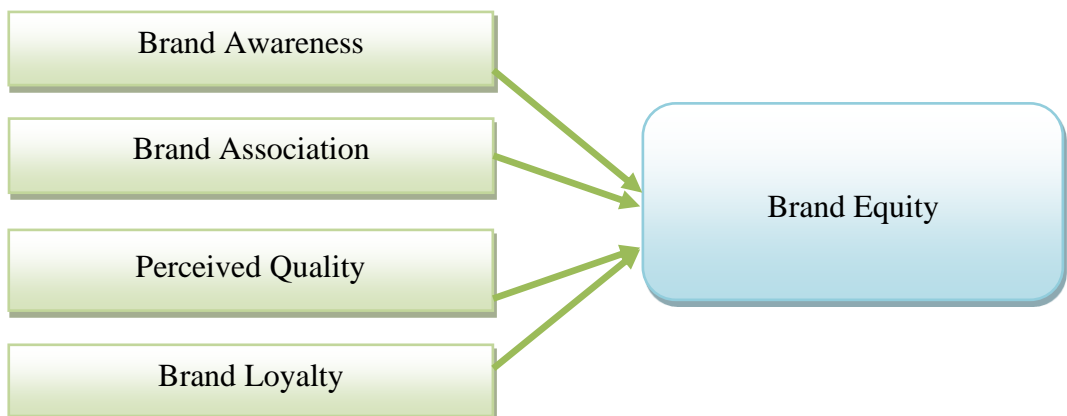 Brand Awareness
Brand Association
Perceived Quality
Brand Loyalty
Brand Equity